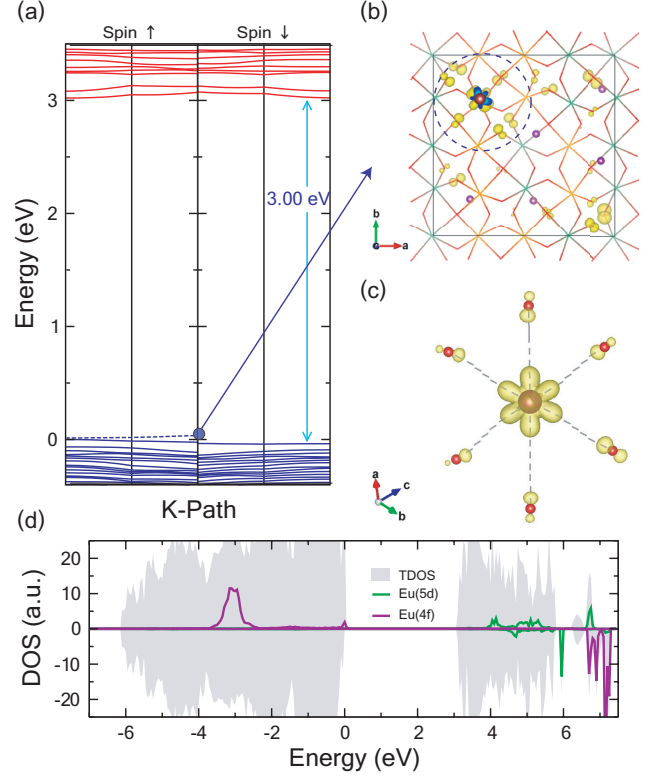 (a)
Spin ↑
Spin ↓
3
2
1
0
Energy (eV)
3.00 eV
K-Path
(b)
b
a
(c)
a
c
b
(d)
20
10
0
-10
-20
DOS (a.u.)
TDOS
Eu(5d)
Eu(4f)
-6
-4
-2
0
2
4
6
Energy (eV)